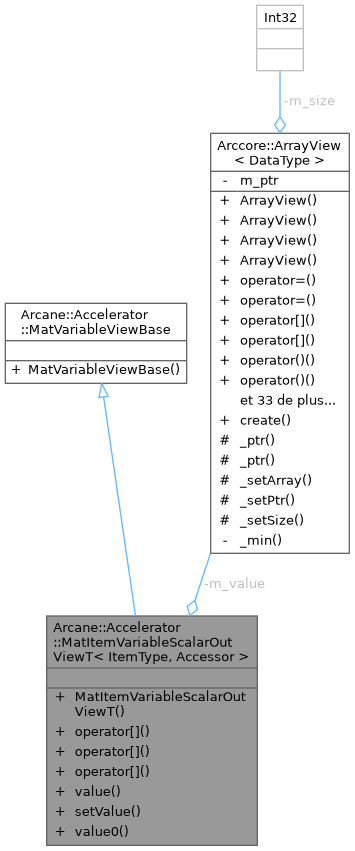 Int32
-m_size
Arccore::ArrayView
< DataType >
- m_ptr
+ ArrayView()
+ ArrayView()
+ ArrayView()
+ ArrayView()
+ operator=()
+ operator=()
+ operator[]()
+ operator[]()
+ operator()()
+ operator()()
et 33 de plus...
+ create()
# _ptr()
# _ptr()
# _setArray()
# _setPtr()
# _setSize()
- _min()
Arcane::Accelerator
::MatVariableViewBase
+ MatVariableViewBase()
-m_value
Arcane::Accelerator
::MatItemVariableScalarOut
ViewT< ItemType, Accessor >
+ MatItemVariableScalarOut
ViewT()
+ operator[]()
+ operator[]()
+ operator[]()
+ value()
+ setValue()
+ value0()